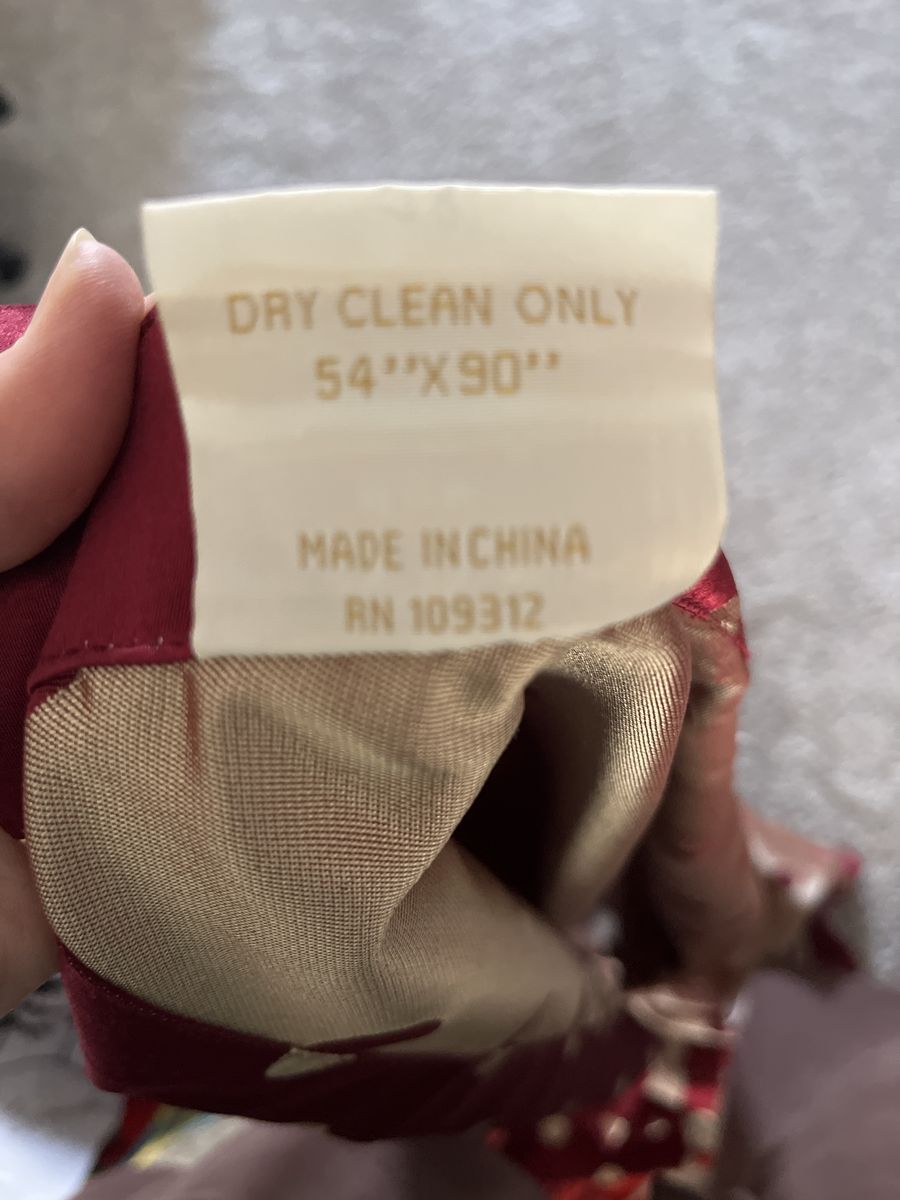 DRY CLEAN ONLY
54’’X90’’
MADE IN CHINA
RN 109312